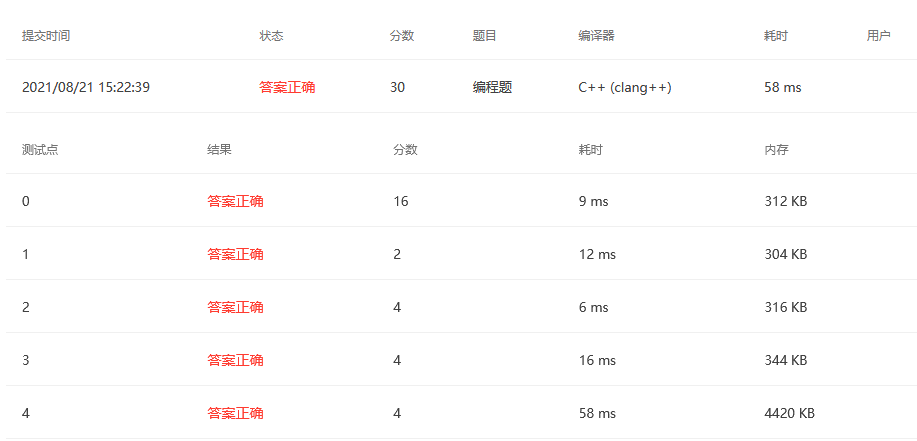 提交时间 状态 分数 题目 编译器 耗时 用户
2021/08/21 15:22:39 答案正确 30 编程题 C++ (clang++) 58 ms
测试点 结果 分数 耗时 内存
0 答案正确 16 9 ms 312 KB
1 答案正确 2 12 ms 304 KB
2 答案正确 4 6 ms 316 KB
3 答案正确 4 16 ms 344 KB
4 答案正确 4 58 ms 4420 KB